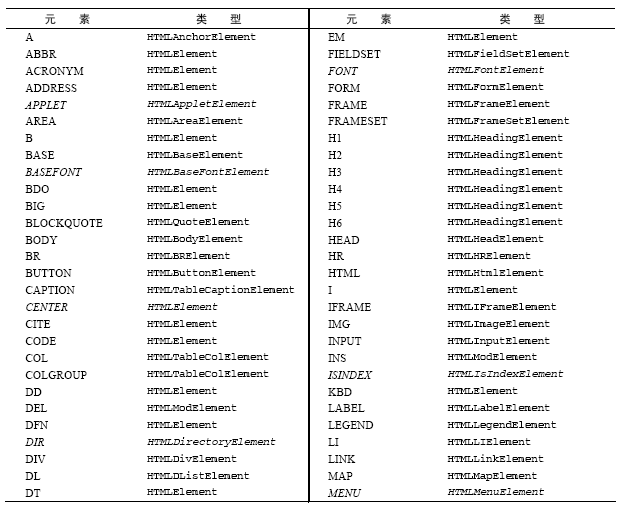 元 素 类 型 元 素 类 型
A HTMLAnchorElement EM HTMLElement
ABBR HTMLElement FIELDSET HTMLFieldSetElement
ACRONYM HTMLElement FONT HTMLFontElement
ADDRESS HTMLElement FORM HTMLFormElement
APPLET HTMLAppletElement FRAME HTMLFrameElement
AREA HTMLAreaElement FRAMESET HTMLFrameSetElement
B HTMLElement H1 HTMLHeadingElement
BASE HTMLBaseElement H2 HTMLHeadingElement
BASEFONT HTMLBaseFontElement H3 HTMLHeadingElement
BDO HTMLElement H4 HTMLHeadingElement
BIG HTMLElement H5 HTMLHeadingElement
BLOCKQUOTE HTMLQuoteElement H6 HTMLHeadingElement
BODY HTMLBodyElement HEAD HTMLHeadElement
BR HTMLBRElement HR HTMLHRElement
BUTTON HTMLButtonElement HTML HTMLHtmlElement
CAPTION HTMLTableCaptionElement I HTMLElement
CENTER HTMLElement IFRAME HTMLIFrameElement
CITE HTMLElement IMG HTMLImageElement
CODE HTMLElement INPUT HTMLInputElement
COL HTMLTableColElement INS HTMLModElement
COLGROUP HTMLTableColElement ISINDEX HTMLIsIndexElement
DD HTMLElement KBD HTMLElement
DEL HTMLModElement LABEL HTMLLabelElement
DFN HTMLElement LEGEND HTMLLegendElement
DIR HTMLDirectoryElement LI HTMLLIElement
DIV HTMLDivElement LINK HTMLLinkElement
DL HTMLDListElement MAP HTMLMapElement
DT HTMLElement MENU HTMLMenuElement